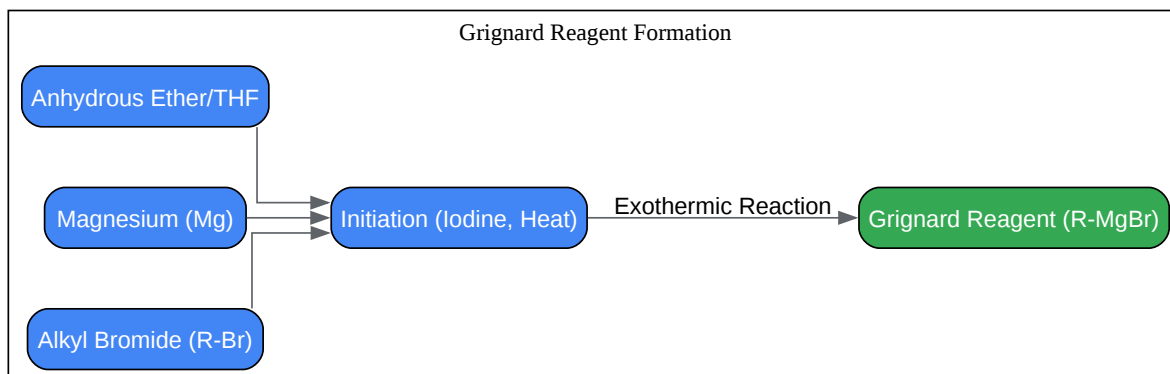 Grignard Reagent Formation
Anhydrous Ether/THF
Magnesium (Mg)
Initiation (Iodine, Heat)
Exothermic Reaction
Grignard Reagent (R-MgBr)
Alkyl Bromide (R-Br)